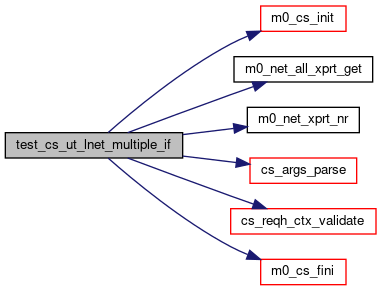 m0_cs_init
m0_net_all_xprt_get
m0_net_xprt_nr
test_cs_ut_lnet_multiple_if
cs_args_parse
cs_reqh_ctx_validate
m0_cs_fini